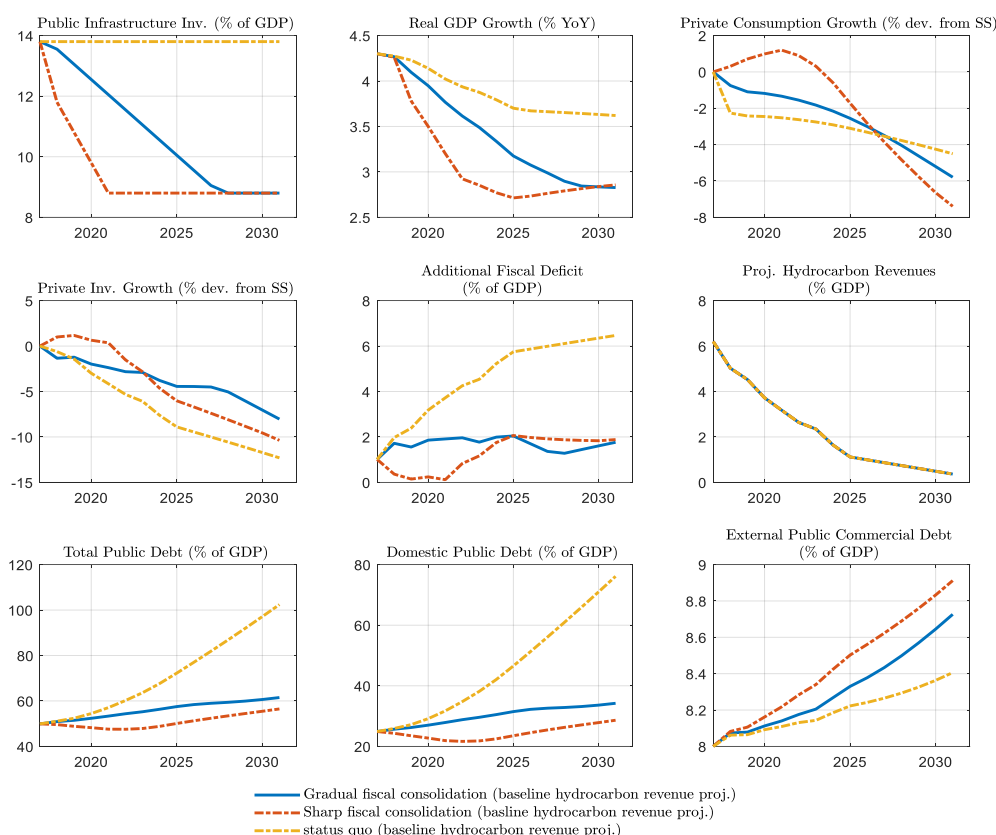 Public Infrastructure Inv. (% of GDP)
14
12
10
8
2020 2025 2030
Real GDP Growth (% YoY)
4.5
4
3.5
3
2.5
2020 2025 2030
Private Consumption Growth (% dev. from SS)
2
0
-2
-4
-6
-8
2020 2025 2030
Private Inv. Growth (% dev. from SS)
5
0
-5
-10
-15
2020 2025 2030
Additional Fiscal Deficit
(% of GDP)
8
6
4
2
0
2020 2025 2030
Proj. Hydrocarbon Revenues
(% GDP)
8
6
4
2
0
2020 2025 2030
Total Public Debt (% of GDP)
120
100
80
60
40
2020 2025 2030
Domestic Public Debt (% of GDP)
80
60
40
20
2020 2025 2030
External Public Commercial Debt
(% of GDP)
9
8.8
8.6
8.4
8.2
8
2020 2025 2030
Gradual fiscal consolidation (baseline hydrocarbon revenue proj.)
Sharp fiscal consolidation (basline hydrocarbon revenue proj.)
status quo (baseline hydrocarbon revenue proj.)